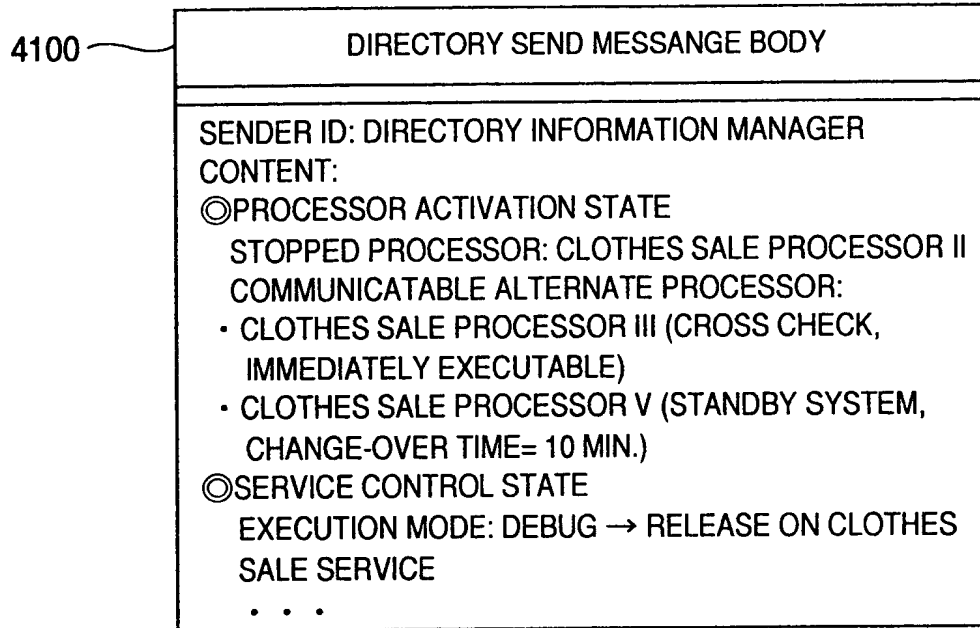 4100
DIRECTORY SEND MESSANGE BODY
SENDER ID: DIRECTORY INFORMATION MANAGER
CONTENT:
◎PROCESSOR ACTIVATION STATE
STOPPED PROCESSOR: CLOTHES SALE PROCESSOR II
COMMUNICATABLE ALTERNATE PROCESSOR:
・CLOTHES SALE PROCESSOR III (CROSS CHECK,
IMMEDIATELY EXECUTABLE)
・CLOTHES SALE PROCESSOR V (STANDBY SYSTEM,
CHANGE-OVER TIME= 10 MIN.)
◎SERVICE CONTROL STATE
EXECUTION MODE: DEBUG → RELEASE ON CLOTHES
SALE SERVICE
・・・